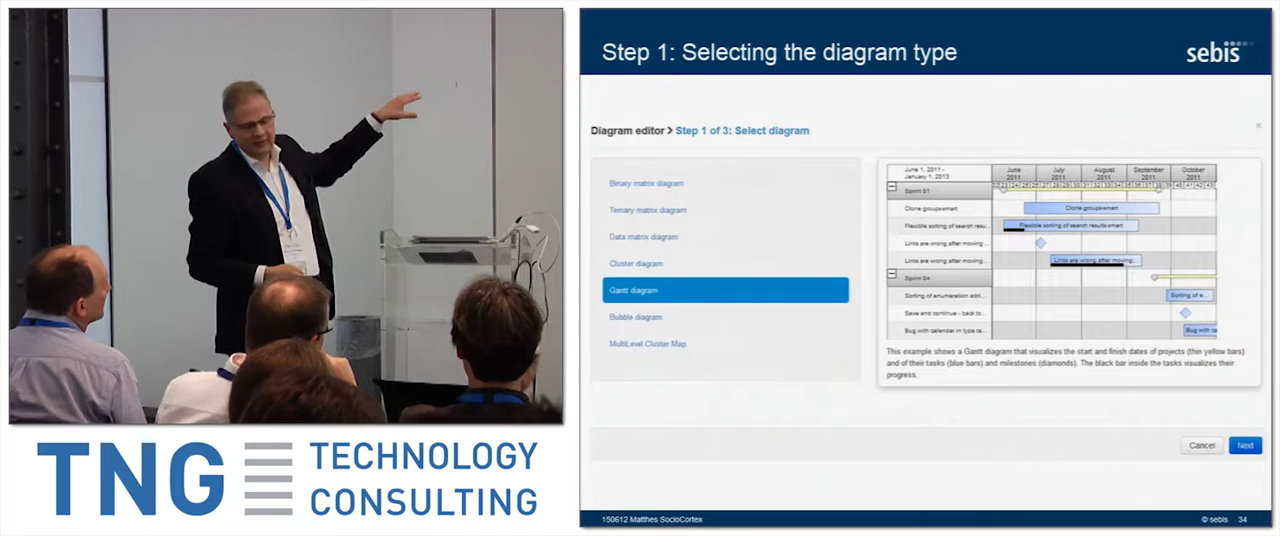 TNG TECHNOLOGY
CONSULTING
Step 1: Selecting the diagram type
sebis
Diagram editor > Step 1 of 3: Select diagram
Binary matrix diagram
Ternary matrix diagram
Data matrix diagram
Cluster diagram
Gantt diagram
Bubble diagram
MultiLevel Cluster Map
June 1, 2011 -
January 1, 2013
June
2011
July
2011
August
2011
September
2011
October
2011
Sprint 01
Clone groups-smart
Clone groups-smart
Flexible sorting of search resu...
Flexible sorting of search results-smart
Links are wrong after moving ...
Links are wrong after moving ...
Links are wrong after moving...
Sprint 04
Sorting of enumeration attri...
Sorting of e...
Save and continue - back to...
Bug with calendar in type ta...
Bug with ca
This example shows a Gantt diagram that visualizes the start and finish dates of projects (thin yellow bars)
and of their tasks (blue bars) and milestones (diamonds). The black bar inside the tasks visualizes their
progress.
Cancel
Next
150612 Matthes SocioCortex
© sebis 34